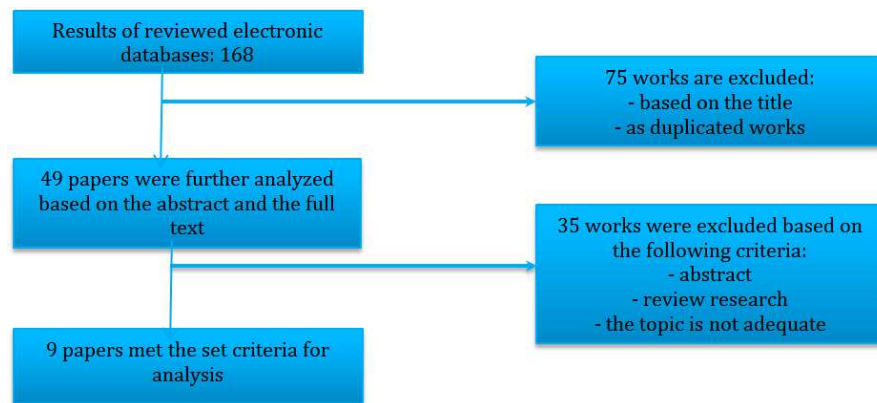 Results of reviewed electronic
databases: 168
75 works are excluded:
- based on the title
- as duplicated works
49 papers were further analyzed
based on the abstract and the full
text
35 works were excluded based on
the following criteria:
- abstract
- review research
- the topic is not adequate
9 papers met the set criteria for
analysis